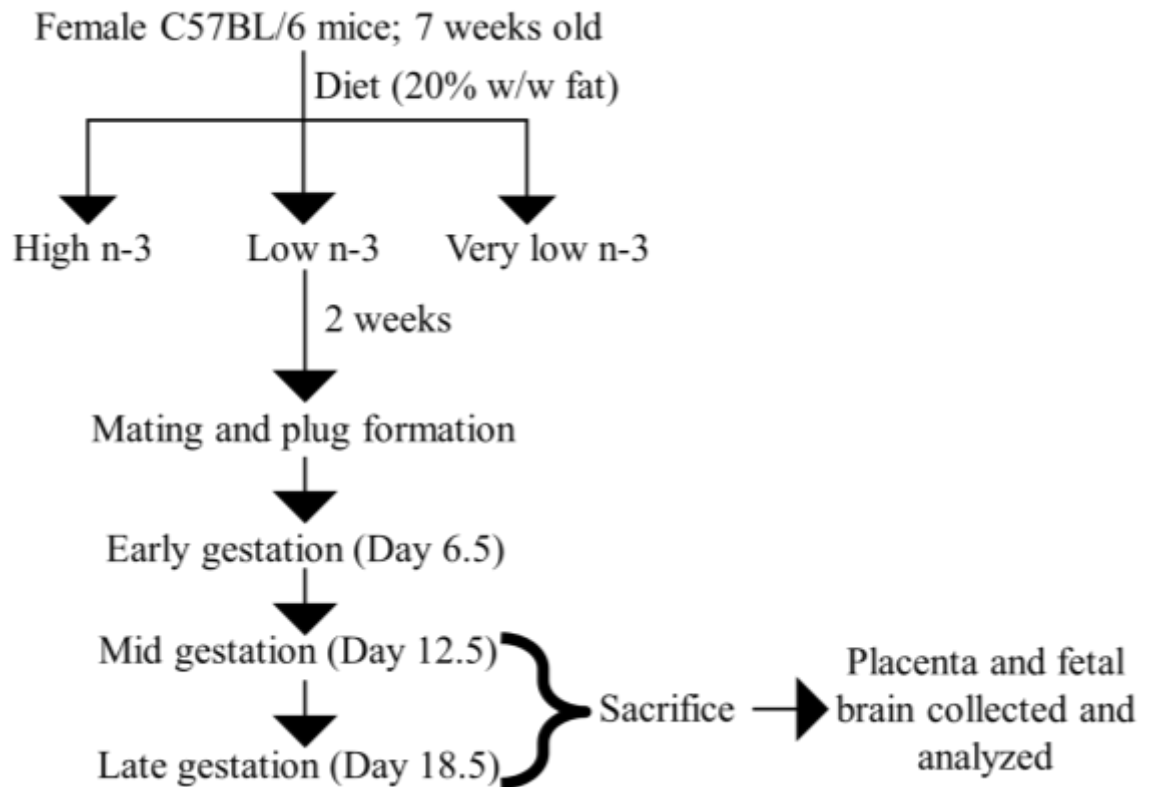 Female C57BL/6 mice; 7 weeks old
Diet (20% w/w fat)
High n-3
Low n-3
Very low n-3
2 weeks
Mating and plug formation
Early gestation (Day 6.5)
Mid gestation (Day 12.5)
Late gestation (Day 18.5)
Sacrifice
Placenta and fetal
brain collected and
analyzed